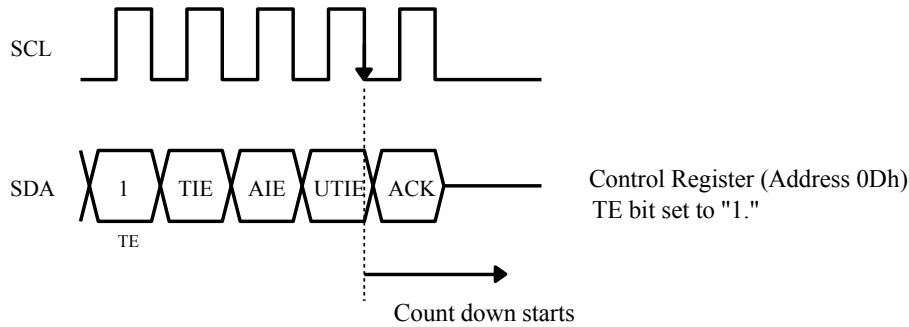 SCL
SDA
1 TIE AIE UTIE ACK
TE
Control Register (Address 0Dh)
TE bit set to "1."
Count down starts